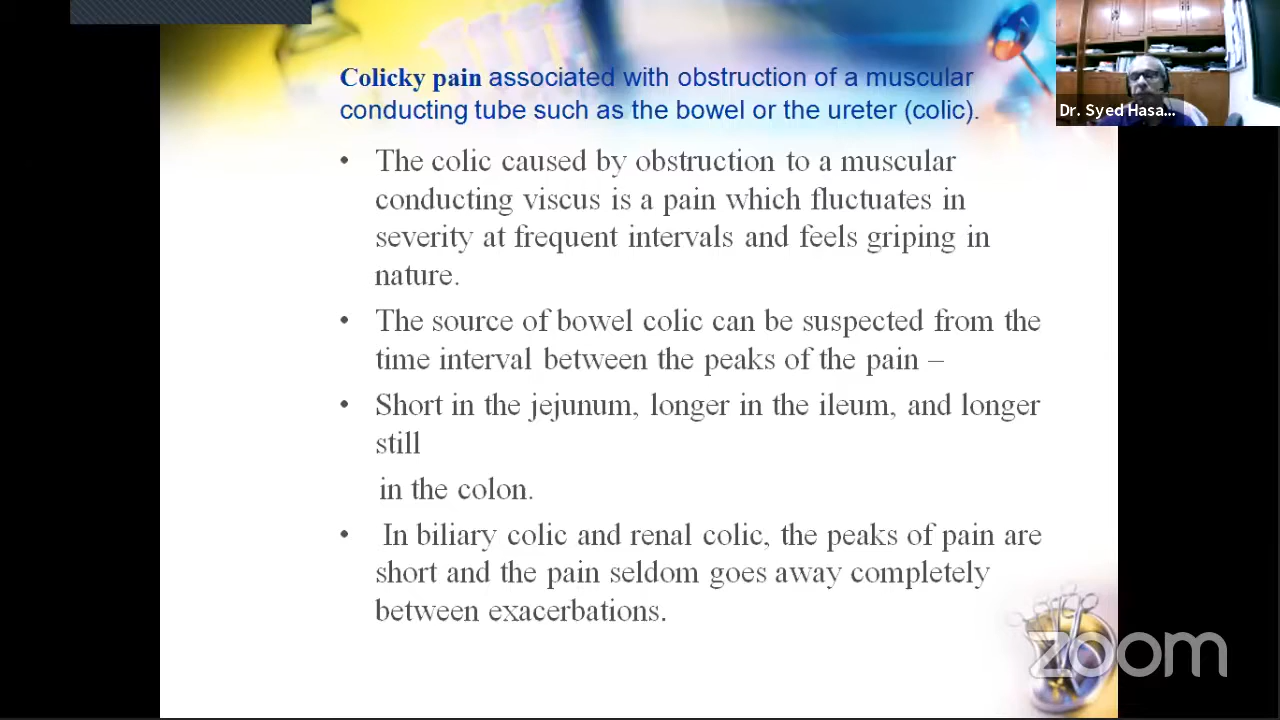 Colicky pain associated with obstruction of a muscular
conducting tube such as the bowel or the ureter (colic).
Dr. Syed Hasa...
• The colic caused by obstruction to a muscular
conducting viscus is a pain which fluctuates in
severity at frequent intervals and feels griping in
nature.
• The source of bowel colic can be suspected from the
time interval between the peaks of the pain –
• Short in the jejunum, longer in the ileum, and longer
still
in the colon.
• In biliary colic and renal colic, the peaks of pain are
short and the pain seldom goes away completely
between exacerbations.
zoom